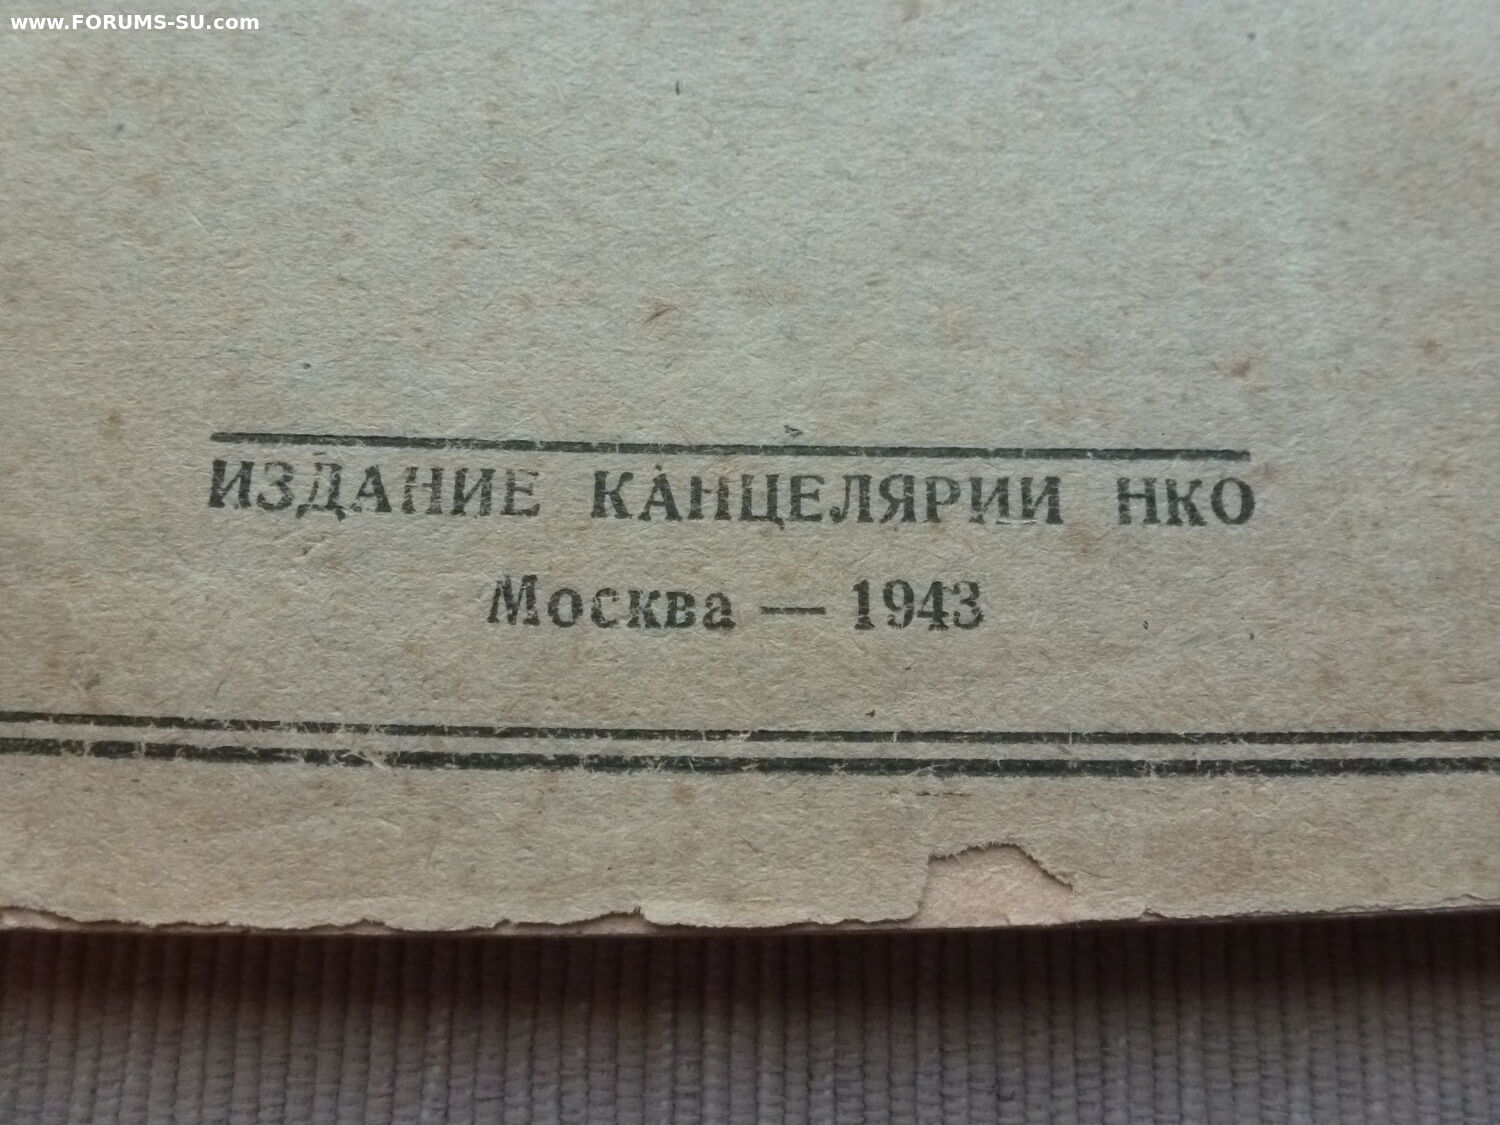 www.FORUMS-SU.com
ИЗДАНИЕ КАНЦЕЛЯРИИ НКО
Москва — 1943